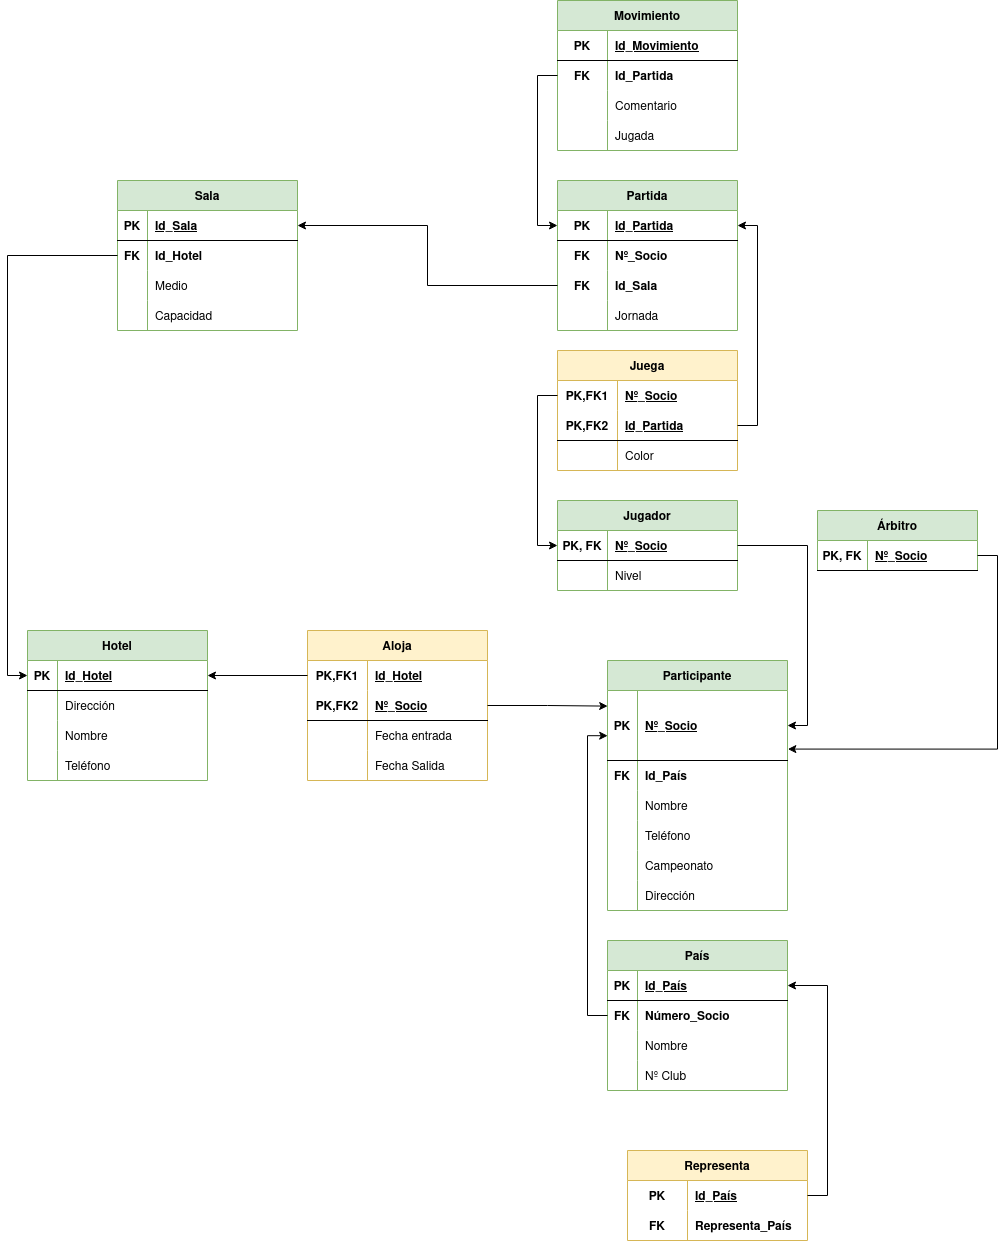 Movimiento
PK Id_Movimiento
FK Id_Partida
Comentario
Jugada
Sala
PK Id_Sala
FK Id_Hotel
Medio
Capacidad
Partida
PK Id_Partida
FK Nº_Socio
FK Id_Sala
Jornada
Juega
PK,FK1 Nº_Socio
PK,FK2 Id_Partida
Color
Jugador
PK, FK Nº_Socio
Nivel
Árbitro
PK, FK Nº_Socio
Hotel
PK Id_Hotel
Dirección
Nombre
Teléfono
Aloja
PK,FK1 Id_Hotel
PK,FK2 Nº_Socio
Fecha entrada
Fecha Salida
Participante
PK Nº_Socio
FK Id_País
Nombre
Teléfono
Campeonato
Dirección
País
PK Id_País
FK Número_Socio
Nombre
Nº Club
Representa
PK Id_País
FK Representa_País